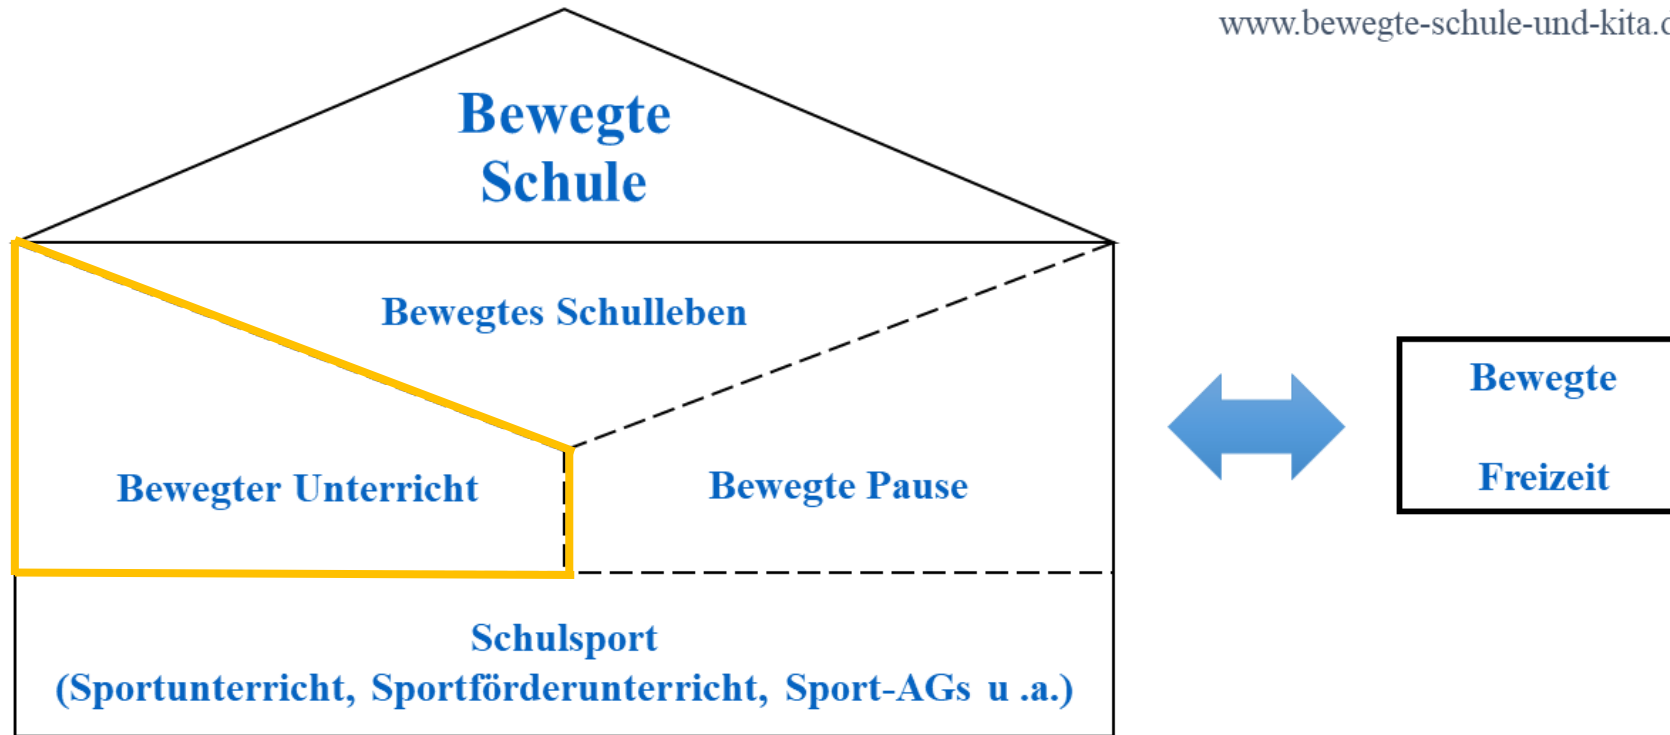 www.bewegte-schule-und-kita.d
Bewegte
Schule
Bewegtes Schulleben
Bewegter Unterricht
Bewegte Pause
Bewegte
Freizeit
Schulsport
(Sportunterricht, Sportförderunterricht, Sport-AGs u .a.)